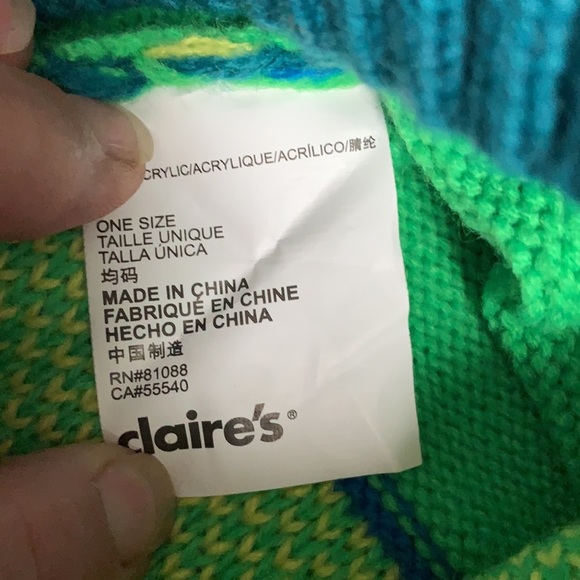 CRYLIC/ACRYLIQUE/ACRÍLICO/腈纶
ONE SIZE
TAILLE UNIQUE
TALLA ÚNICA
均码
MADE IN CHINA
FABRIQUÉ EN CHINE
HECHO EN CHINA
中国制造
RN#81088
CA#55540
claire's®